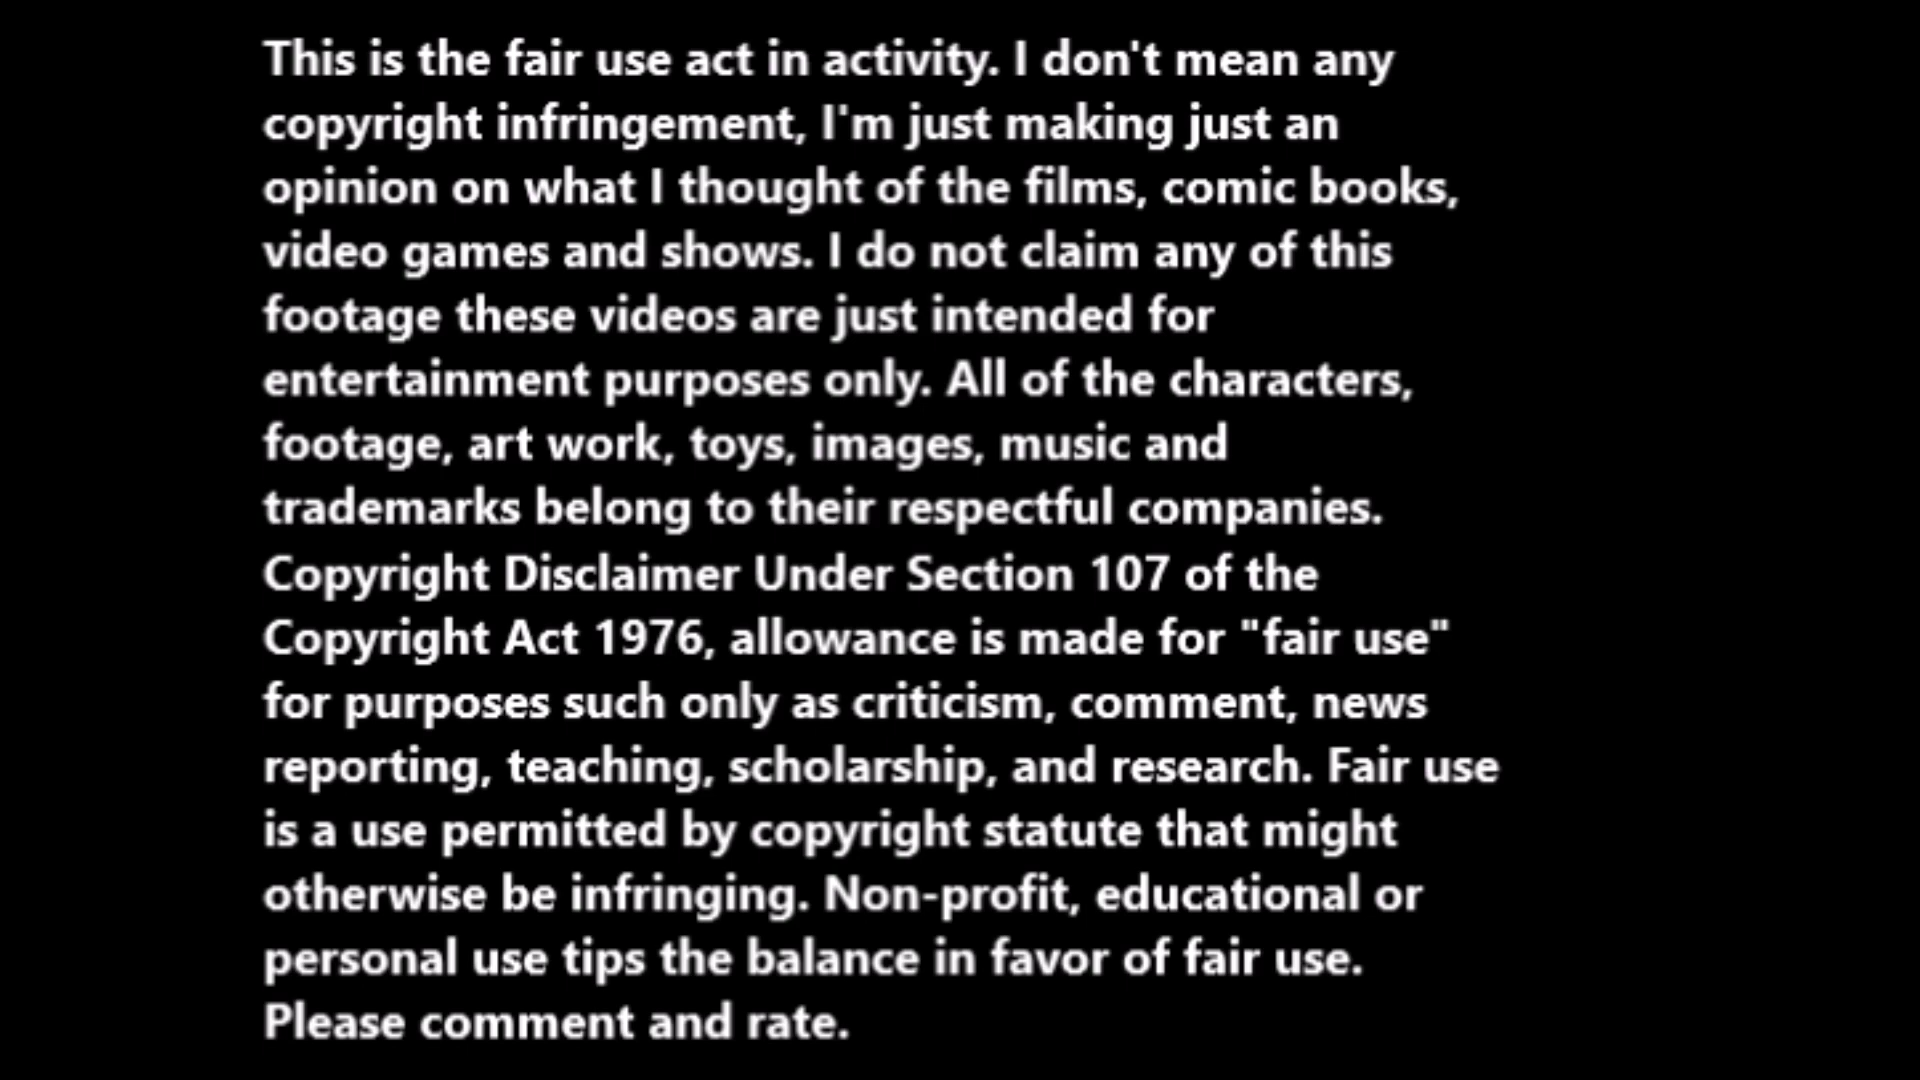 This is the fair use act in activity. I don't mean any
copyright infringement, I'm just making just an
opinion on what I thought of the films, comic books,
video games and shows. I do not claim any of this
footage these videos are just intended for
entertainment purposes only. All of the characters,
footage, art work, toys, images, music and
trademarks belong to their respectful companies.
Copyright Disclaimer Under Section 107 of the
Copyright Act 1976, allowance is made for "fair use"
for purposes such only as criticism, comment, news
reporting, teaching, scholarship, and research. Fair use
is a use permitted by copyright statute that might
otherwise be infringing. Non-profit, educational or
personal use tips the balance in favor of fair use.
Please comment and rate.